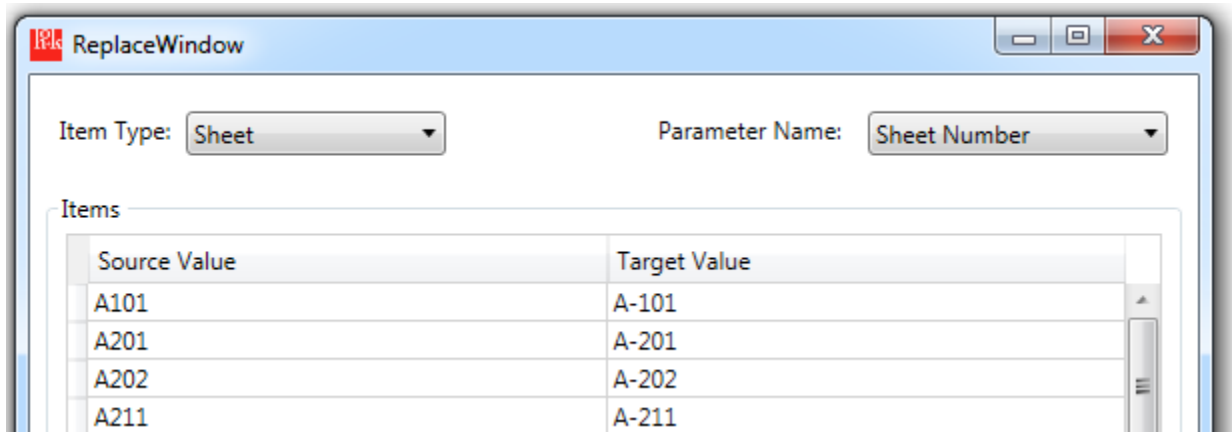 ReplaceWindow
Item Type: Sheet Parameter Name: Sheet Number
Items
Source Value Target Value
A101 A-101
A201 A-201
A202 A-202
A211 A-211